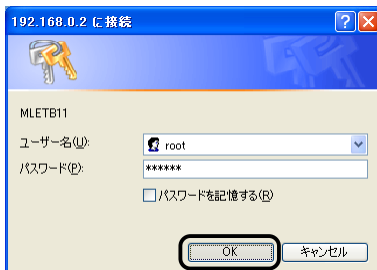 192.168.0.2 に接続
MLETB11
ユーザー名(U):
root
パスワード(P):
******
パスワードを記憶する(R)
OK
キャンセル